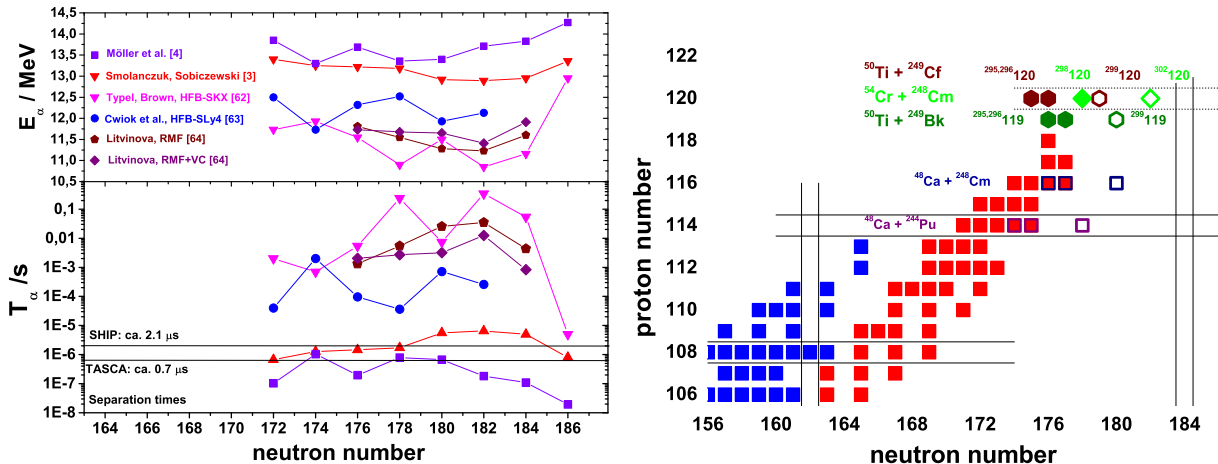 14,5
14,0
13,5
13,0
12,5
12,0
11,5
11,0
10,5
E α / MeV
Möller et al. [4]
Smolanczuk, Sobiczewski [3]
Typel, Brown, HFB-SKX [62]
Cwiok et al., HFB-SLy4 [63]
Litvinova, RMF [64]
Litvinova, RMF+VC [64]
0,1
0,01
1E-3
1E-4
1E-5
1E-6
1E-7
1E-8
T α /s
SHIP: ca. 2.1 µs
TASCA: ca. 0.7 µs
Separation times
164 166 168 170 172 174 176 178 180 182 184 186
neutron number
122
120
118
116
114
112
110
108
106
proton number
50Ti + 249Cf 295,296120 299120
54Cr + 248Cm 298120 302120
50Ti + 249Bk 295,296119 299119
48Ca + 248Cm
48Ca + 244Pu
156 160 164 168 172 176 180 184
neutron number